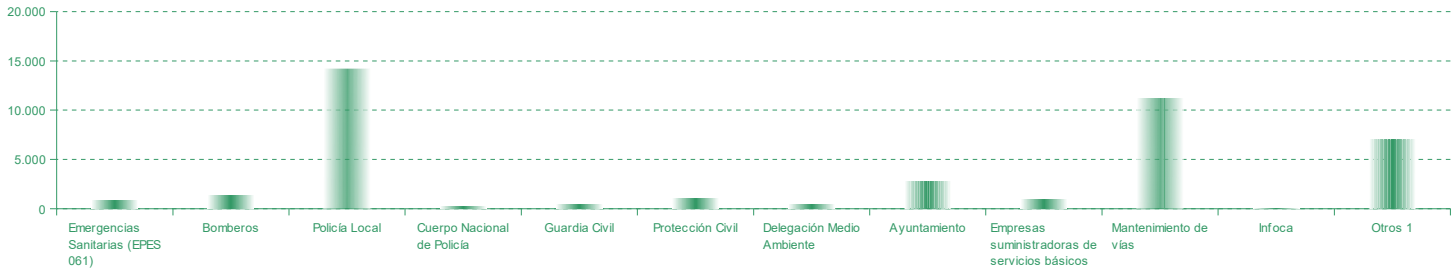 20.000
15.000
10.000
5.000
0
Emergencias
Sanitarias (EPES
061)
Bomberos
Policía Local
Cuerpo Nacional
de Policía
Guardia Civil
Protección Civil
Delegación Medio
Ambiente
Ayuntamiento
Empresas
suministradoras de
servicios básicos
Mantenimiento de
vías
Infoca
Otros 1